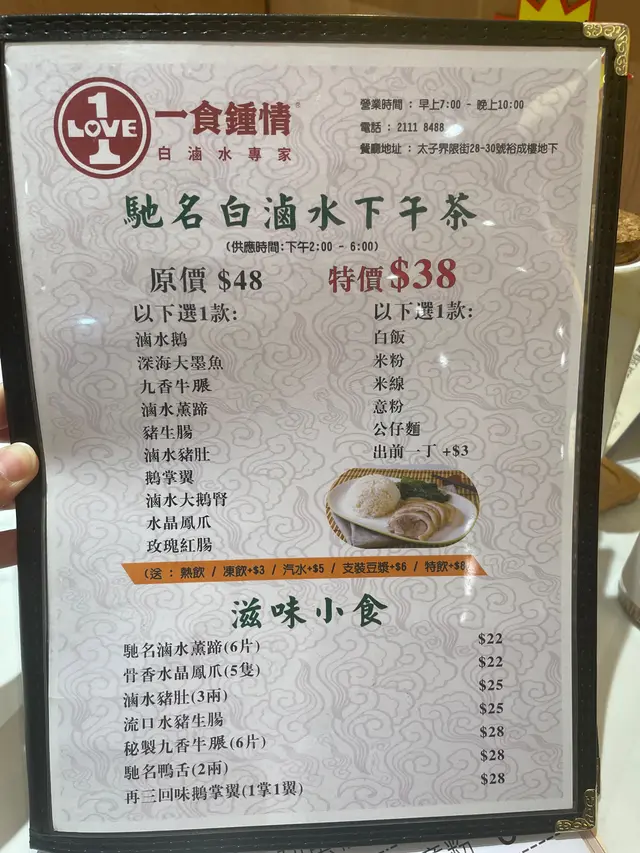 1
LOVE
1
一食鍾情
白滷水專家
營業時間 : 早上7:00 - 晚上10:00
電話 : 2111 8488
餐廳地址 : 太子界限街28-30號裕成樓地下
馳名白滷水下午茶
(供應時間:下午2:00 - 6:00)
原價 $48
特價$38
以下選1款:
滷水鵝
深海大墨魚
九香牛𦟌
滷水薰蹄
豬生腸
滷水豬肚
鵝掌翼
滷水大鵝腎
水晶鳳爪
玫瑰紅腸
以下選1款:
白飯
米粉
米線
意粉
公仔麵
出前一丁 +$3
(送 : 熱飲 / 凍飲+$3 / 汽水+$5 / 支裝豆漿+$6 / 特飲+$8
滋味小食
馳名滷水薰蹄(6片) $22
骨香水晶鳳爪(5隻) $22
滷水豬肚(3兩) $25
流口水豬生腸 $25
秘製九香牛𦟌(6片) $28
馳名鴨舌(2兩) $28
再三回味鵝掌翼(1掌1翼) $28